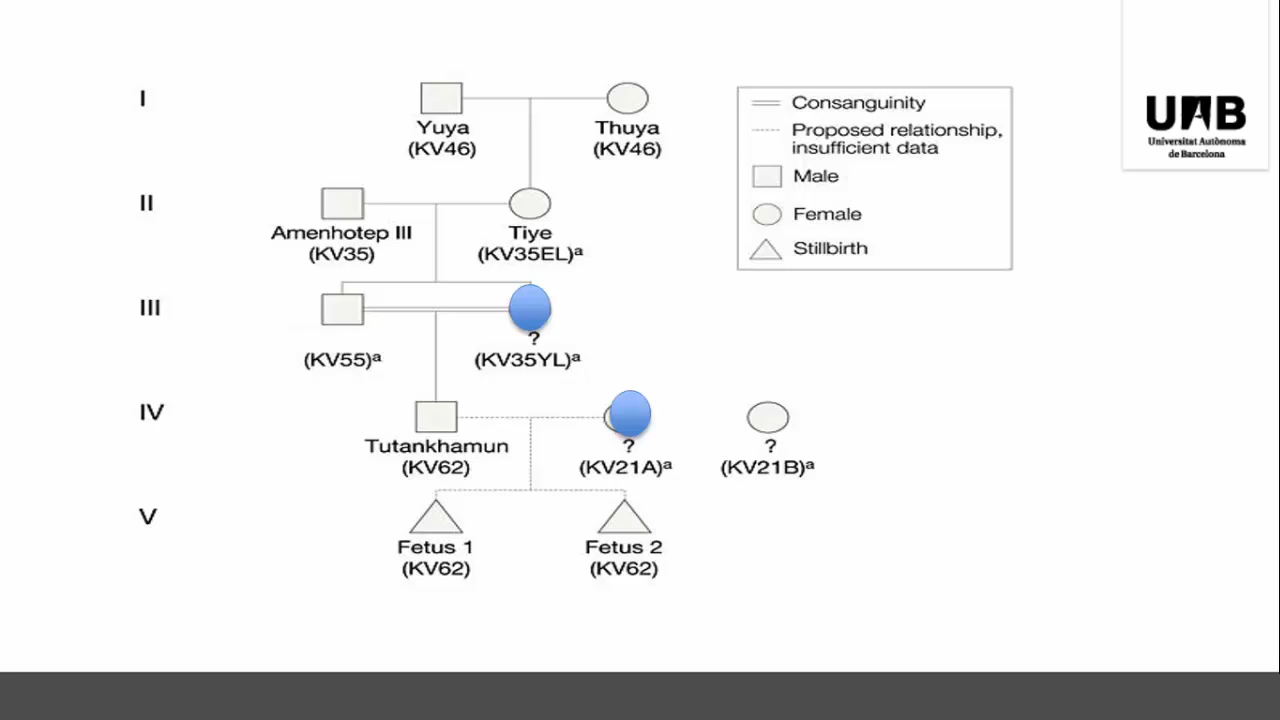 I
Yuya
(KV46)
Thuya
(KV46)
II
Amenhotep III
(KV35)
Tiye
(KV35EL)ᵃ
III
(KV55)ᵃ
?
(KV35YL)ᵃ
IV
Tutankhamun
(KV62)
?
(KV21A)ᵃ
?
(KV21B)ᵃ
V
Fetus 1
(KV62)
Fetus 2
(KV62)
Consanguinity
Proposed relationship,
insufficient data
Male
Female
Stillbirth
UAB
Universitat Autònoma
de Barcelona